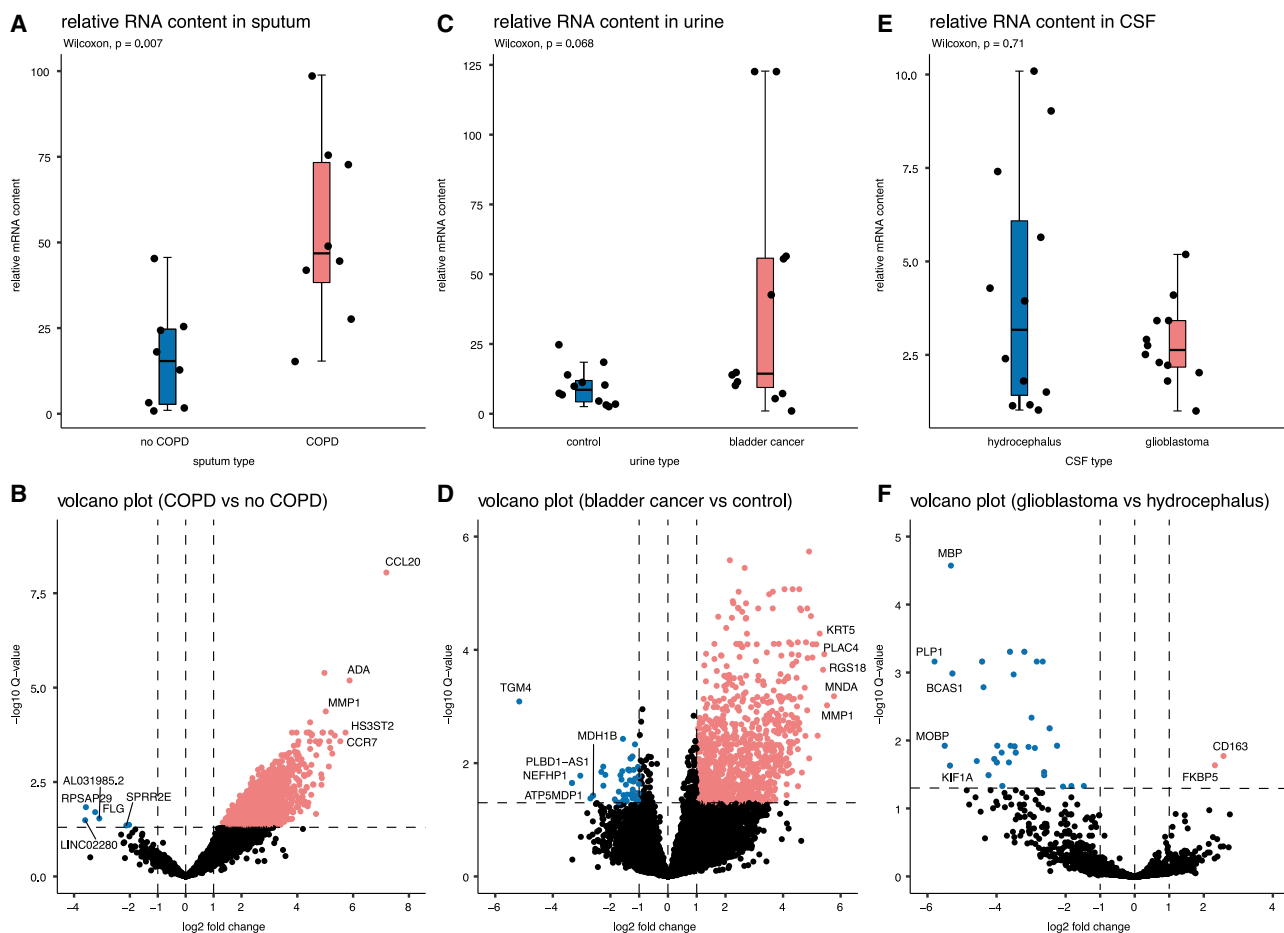 A
relative RNA content in sputum
Wilcoxon, p = 0.007
100
75
50
25
0
relative mRNA content
no COPD
COPD
sputum type
C
relative RNA content in urine
Wilcoxon, p = 0.068
125
100
75
50
25
0
relative mRNA content
control
bladder cancer
urine type
E
relative RNA content in CSF
Wilcoxon, p = 0.71
10.0
7.5
5.0
2.5
relative mRNA content
hydrocephalus
glioblastoma
CSF type
B
volcano plot (COPD vs no COPD)
7.5
5.0
2.5
0.0
−log10 Q−value
CCL20
ADA
MMP1
HS3ST2
CCR7
AL031985.2
RPSAP29
FLG
SPRR2E
LINC02280
−4
−2
0
2
4
6
8
log2 fold change
D
volcano plot (bladder cancer vs control)
6
4
2
0
−log10 Q−value
KRT5
PLAC4
RGS18
MNDA
MMP1
TGM4
MDH1B
PLBD1−AS1
NEFHP1
ATP5MDP1
−6
−4
−2
−1
0
1
2
4
6
log2 fold change
F
volcano plot (glioblastoma vs hydrocephalus)
5
4
3
2
1
0
−log10 Q−value
MBP
PLP1
BCAS1
MOBP
KIF1A
CD163
FKBP5
−6
−4
−2
−1
0
1
2
4
log2 fold change